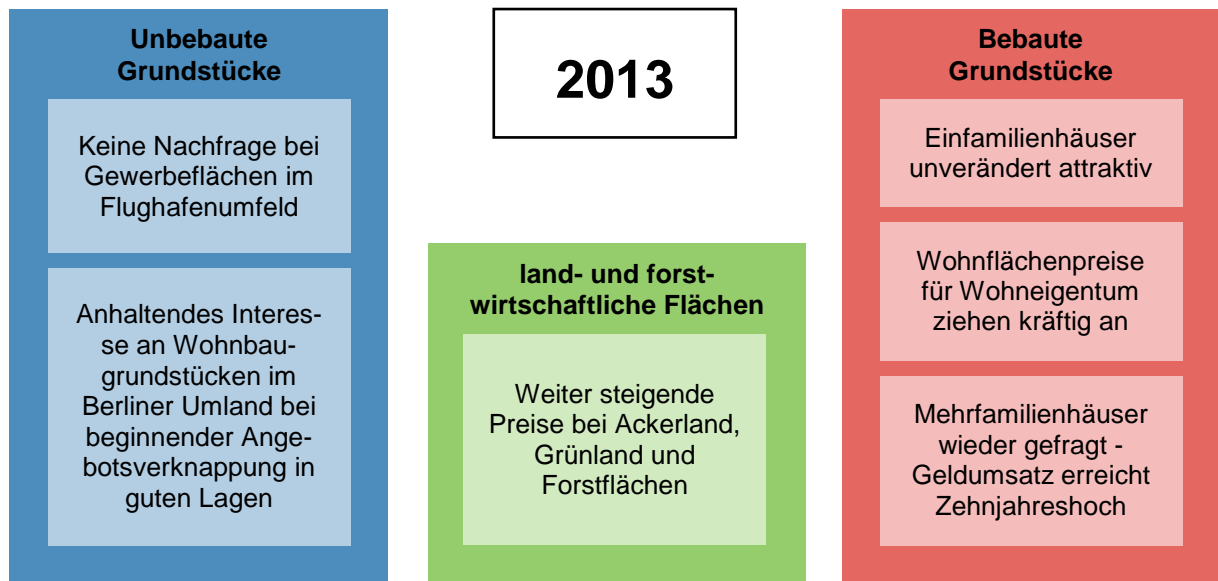 Unbebaute
Grundstücke
Keine Nachfrage bei
Gewerbeflächen im
Flughafenumfeld
Anhaltendes Interes-
se an Wohnbau-
grundstücken im
Berliner Umland bei
beginnender Ange-
botsverknappung in
guten Lagen
2013
land- und forst-
wirtschaftliche Flächen
Weiter steigende
Preise bei Ackerland,
Grünland und
Forstflächen
Bebaute
Grundstücke
Einfamilienhäuser
unverändert attraktiv
Wohnflächenpreise
für Wohneigentum
ziehen kräftig an
Mehrfamilienhäuser
wieder gefragt -
Geldumsatz erreicht
Zehnjahreshoch